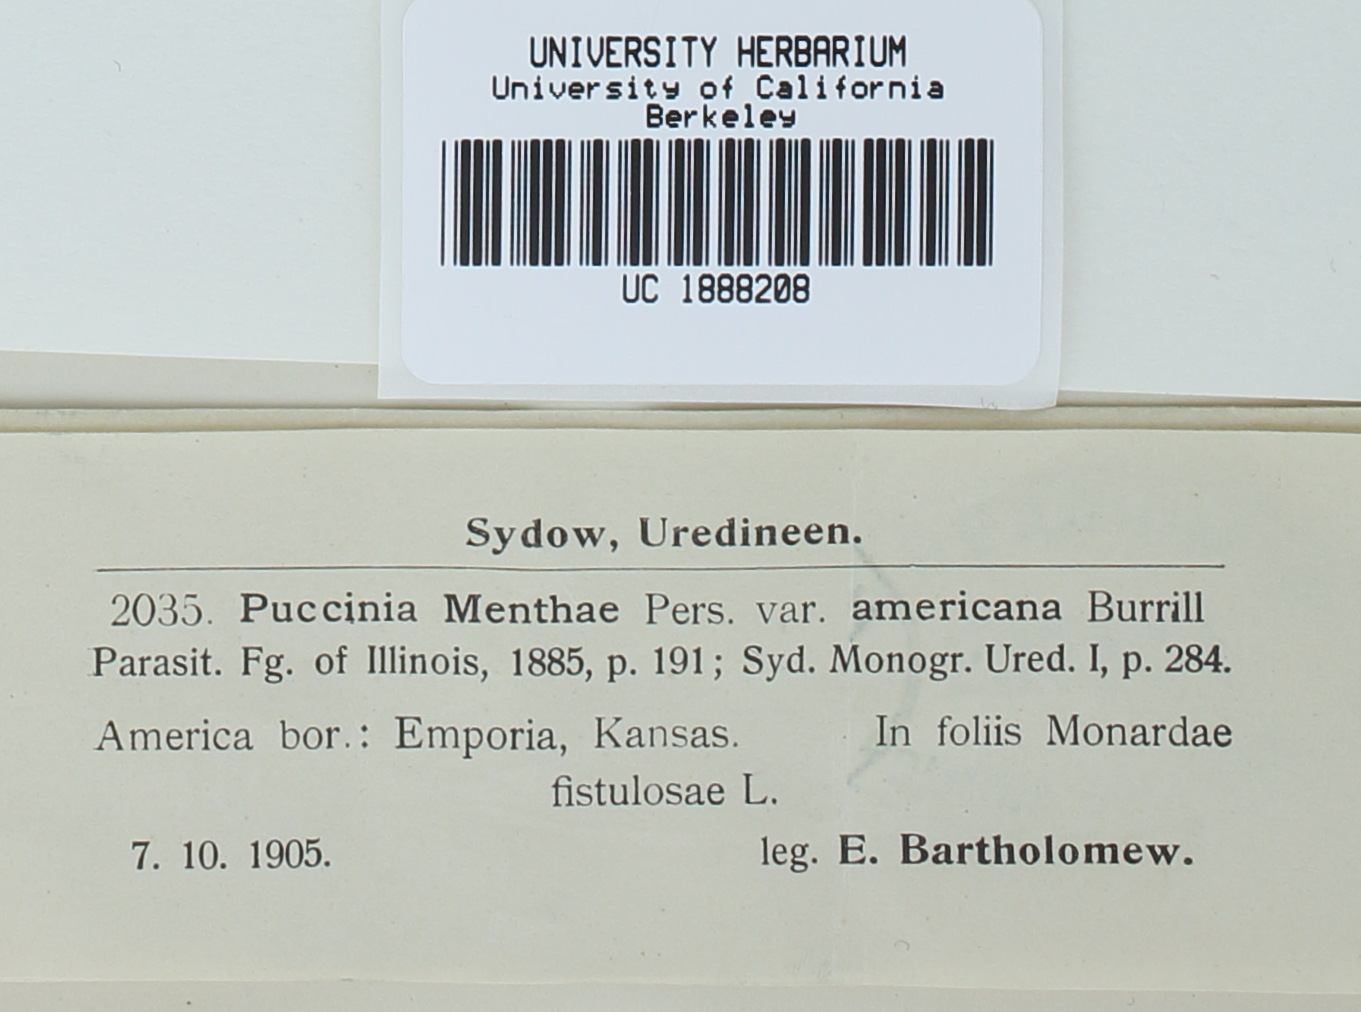 UNIVERSITY HERBARIUM
University of California
Berkeley
UC 1888208
Sydow, Uredineen.
2035. Puccinia Menthae Pers. var. americana Burrill
Parasit. Fg. of Illinois, 1885, p. 191; Syd. Monogr. Ured. I, p. 284.
America bor.: Emporia, Kansas. In foliis Monardae
fistulosae L.
7. 10. 1905. leg. E. Bartholomew.